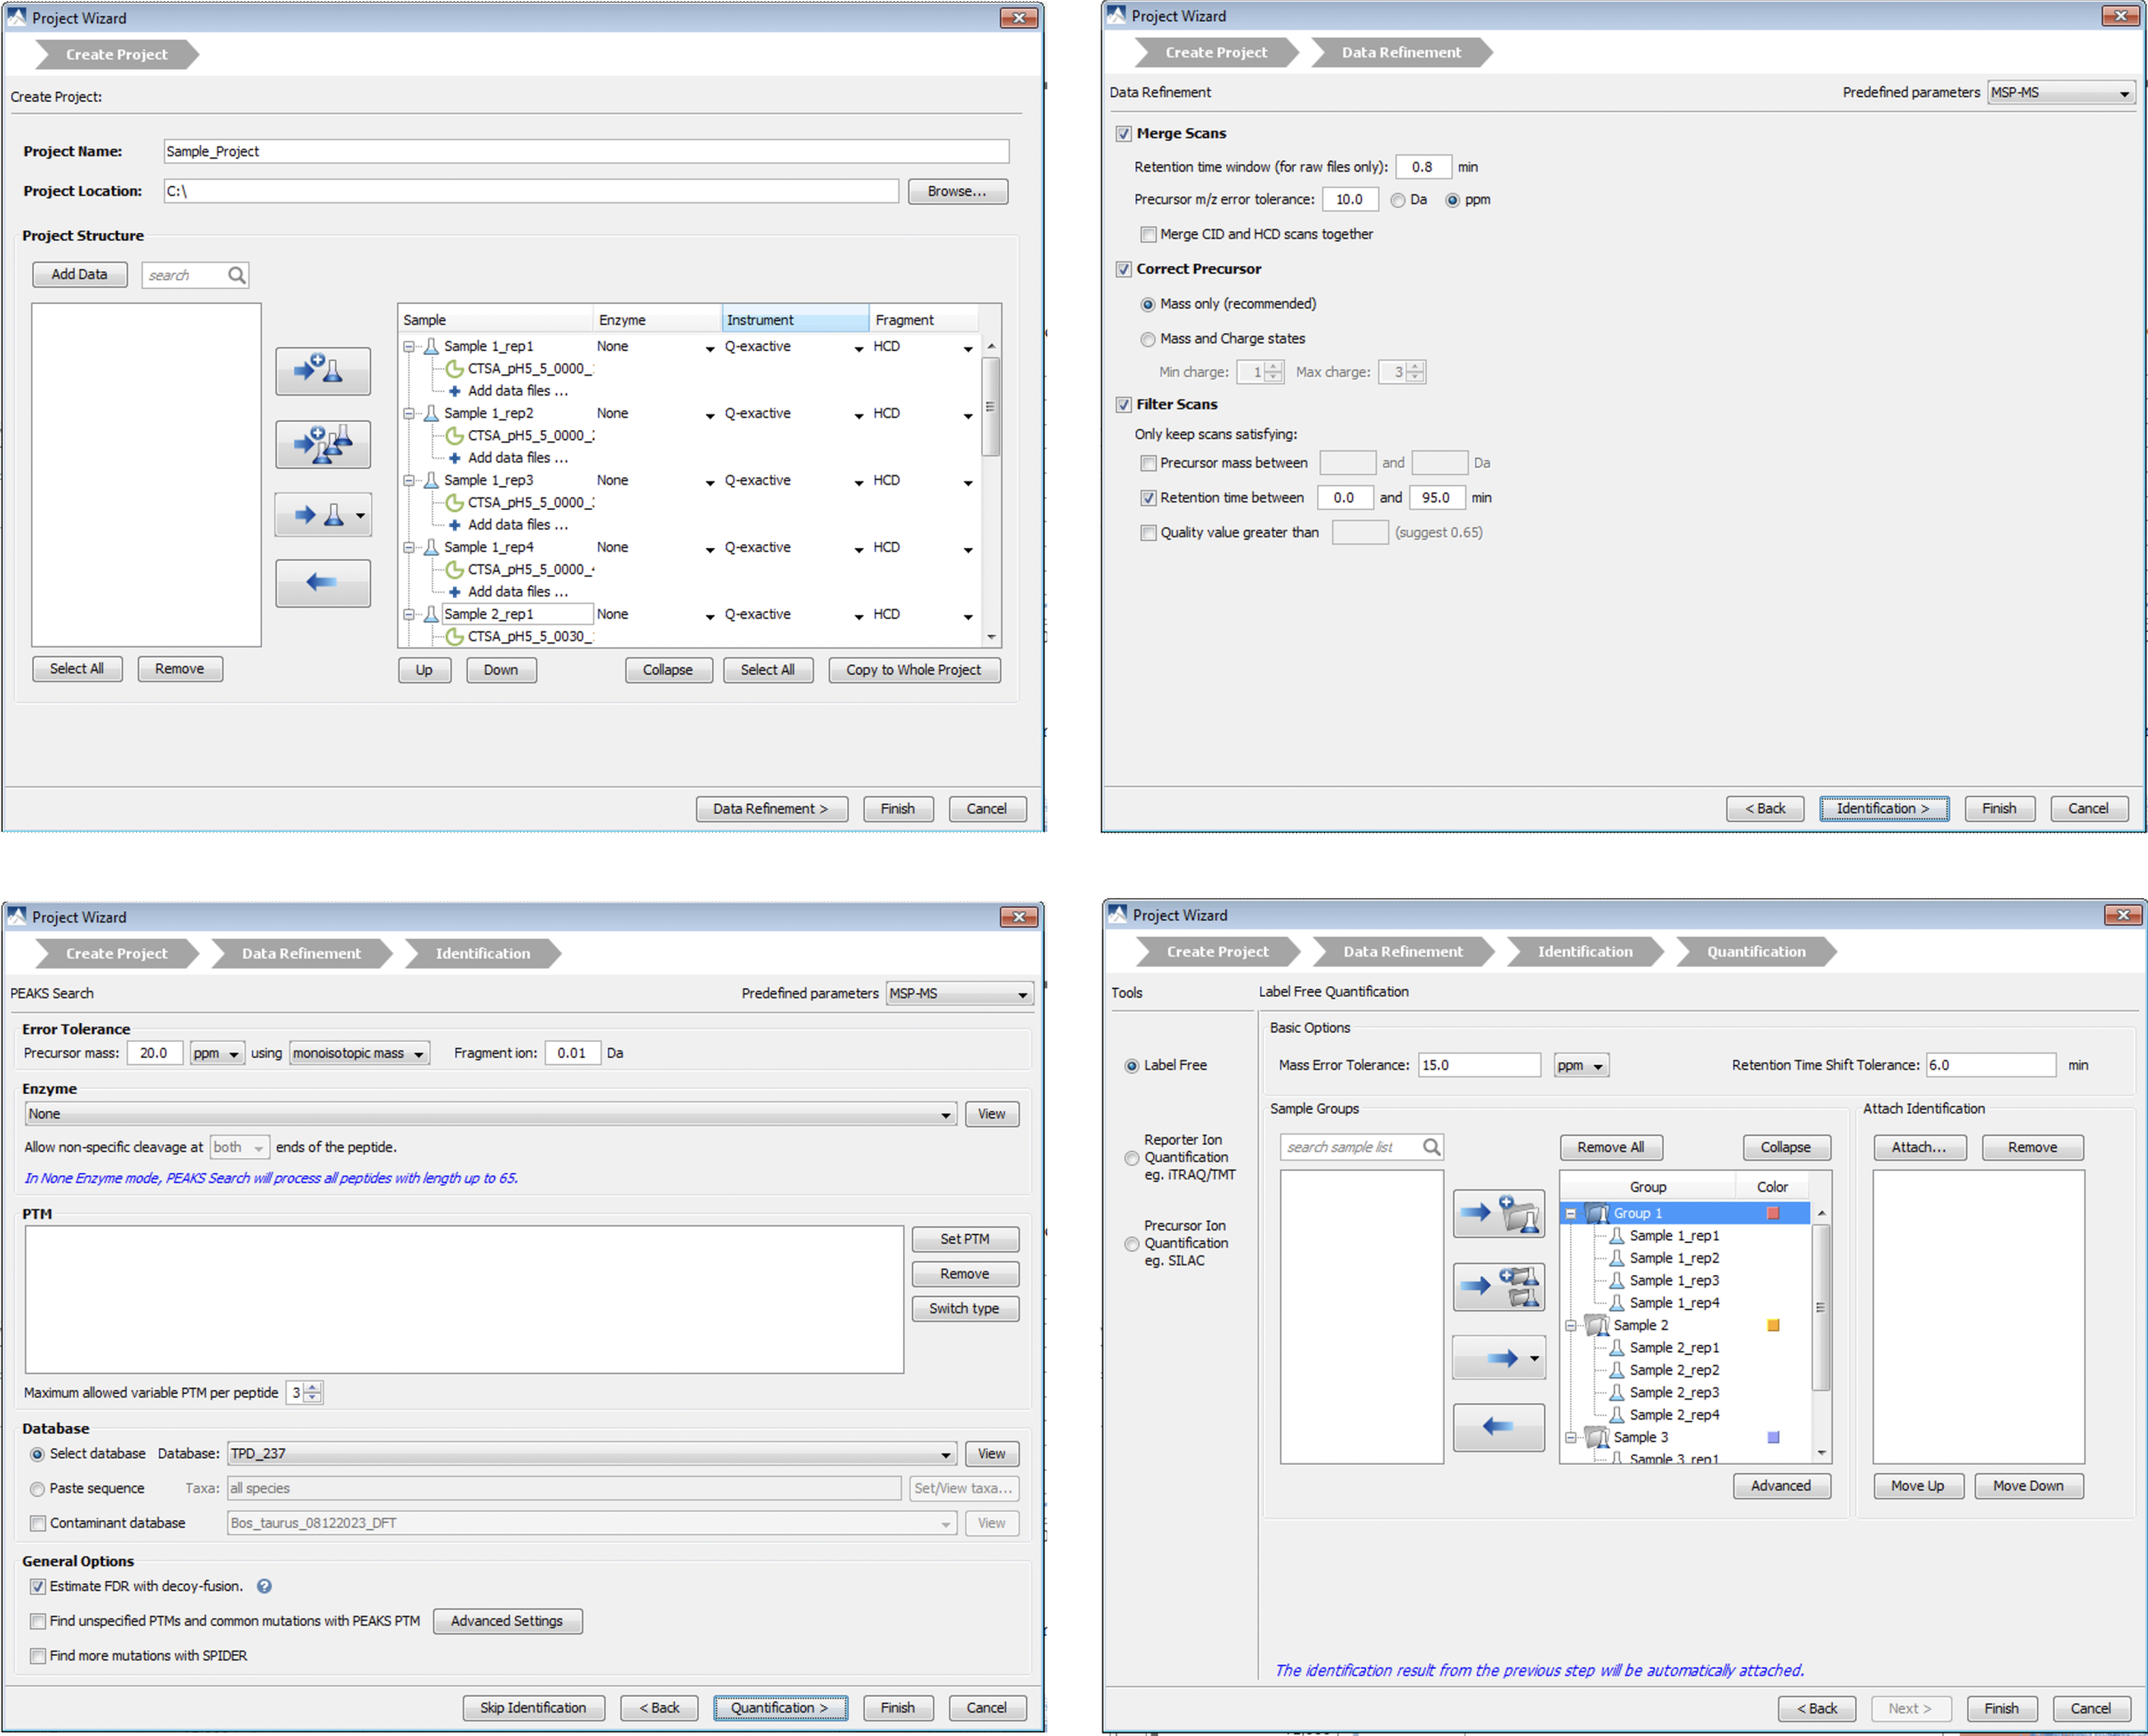 Project Wizard
Create Project
Create Project:
Project Name: Sample_Project
Project Location: C:\ Browse...
Project Structure
Add Data search
Sample Enzyme Instrument Fragment
Sample 1_rep1 None Q-exactive HCD
CTSA_pH5_5_0000_
Add data files ...
Sample 1_rep2 None Q-exactive HCD
CTSA_pH5_5_0000_
Add data files ...
Sample 1_rep3 None Q-exactive HCD
CTSA_pH5_5_0000_
Add data files ...
Sample 1_rep4 None Q-exactive HCD
CTSA_pH5_5_0000_
Add data files ...
Sample 2_rep1 None Q-exactive HCD
CTSA_pH5_5_0030_
Select All Remove Up Down Collapse Select All Copy to Whole Project
Data Refinement > Finish Cancel
Project Wizard
Create Project Data Refinement
Data Refinement Predefined parameters MSP-MS
Merge Scans
Retention time window (for raw files only): 0.8 min
Precursor m/z error tolerance: 10.0 Da ppm
Merge CID and HCD scans together
Correct Precursor
Mass only (recommended)
Mass and Charge states
Min charge: 1 Max charge: 3
Filter Scans
Only keep scans satisfying:
Precursor mass between and Da
Retention time between 0.0 and 95.0 min
Quality value greater than (suggest 0.65)
< Back Identification > Finish Cancel
Project Wizard
Create Project Data Refinement Identification
PEAKS Search Predefined parameters MSP-MS
Error Tolerance
Precursor mass: 20.0 ppm using monoisotopic mass Fragment ion: 0.01 Da
Enzyme
None View
Allow non-specific cleavage at both ends of the peptide.
In None Enzyme mode, PEAKS Search will process all peptides with length up to 65.
PTM
Set PTM
Remove
Switch type
Maximum allowed variable PTM per peptide 3
Database
Select database Database: TPD_237 View
Paste sequence Taxa: all species Set/View taxa...
Contaminant database Bos_taurus_08122023_DFT View
General Options
Estimate FDR with decoy-fusion. ?
Find unspecified PTMs and common mutations with PEAKS PTM Advanced Settings
Find more mutations with SPIDER
Skip Identification < Back Quantification > Finish Cancel
Project Wizard
Create Project Data Refinement Identification Quantification
Tools Label Free Quantification
Label Free
Reporter Ion
Quantification
eg. iTRAQ/TMT
Precursor Ion
Quantification
eg. SILAC
Basic Options
Mass Error Tolerance: 15.0 ppm Retention Time Shift Tolerance: 6.0 min
Sample Groups Attach Identification
search sample list Remove All Collapse Attach... Remove
Group Color
Group 1
Sample 1_rep1
Sample 1_rep2
Sample 1_rep3
Sample 1_rep4
Sample 2
Sample 2_rep1
Sample 2_rep2
Sample 2_rep3
Sample 2_rep4
Sample 3
Sample 3_rep1
Advanced Move Up Move Down
The identification result from the previous step will be automatically attached.
< Back Next > Finish Cancel